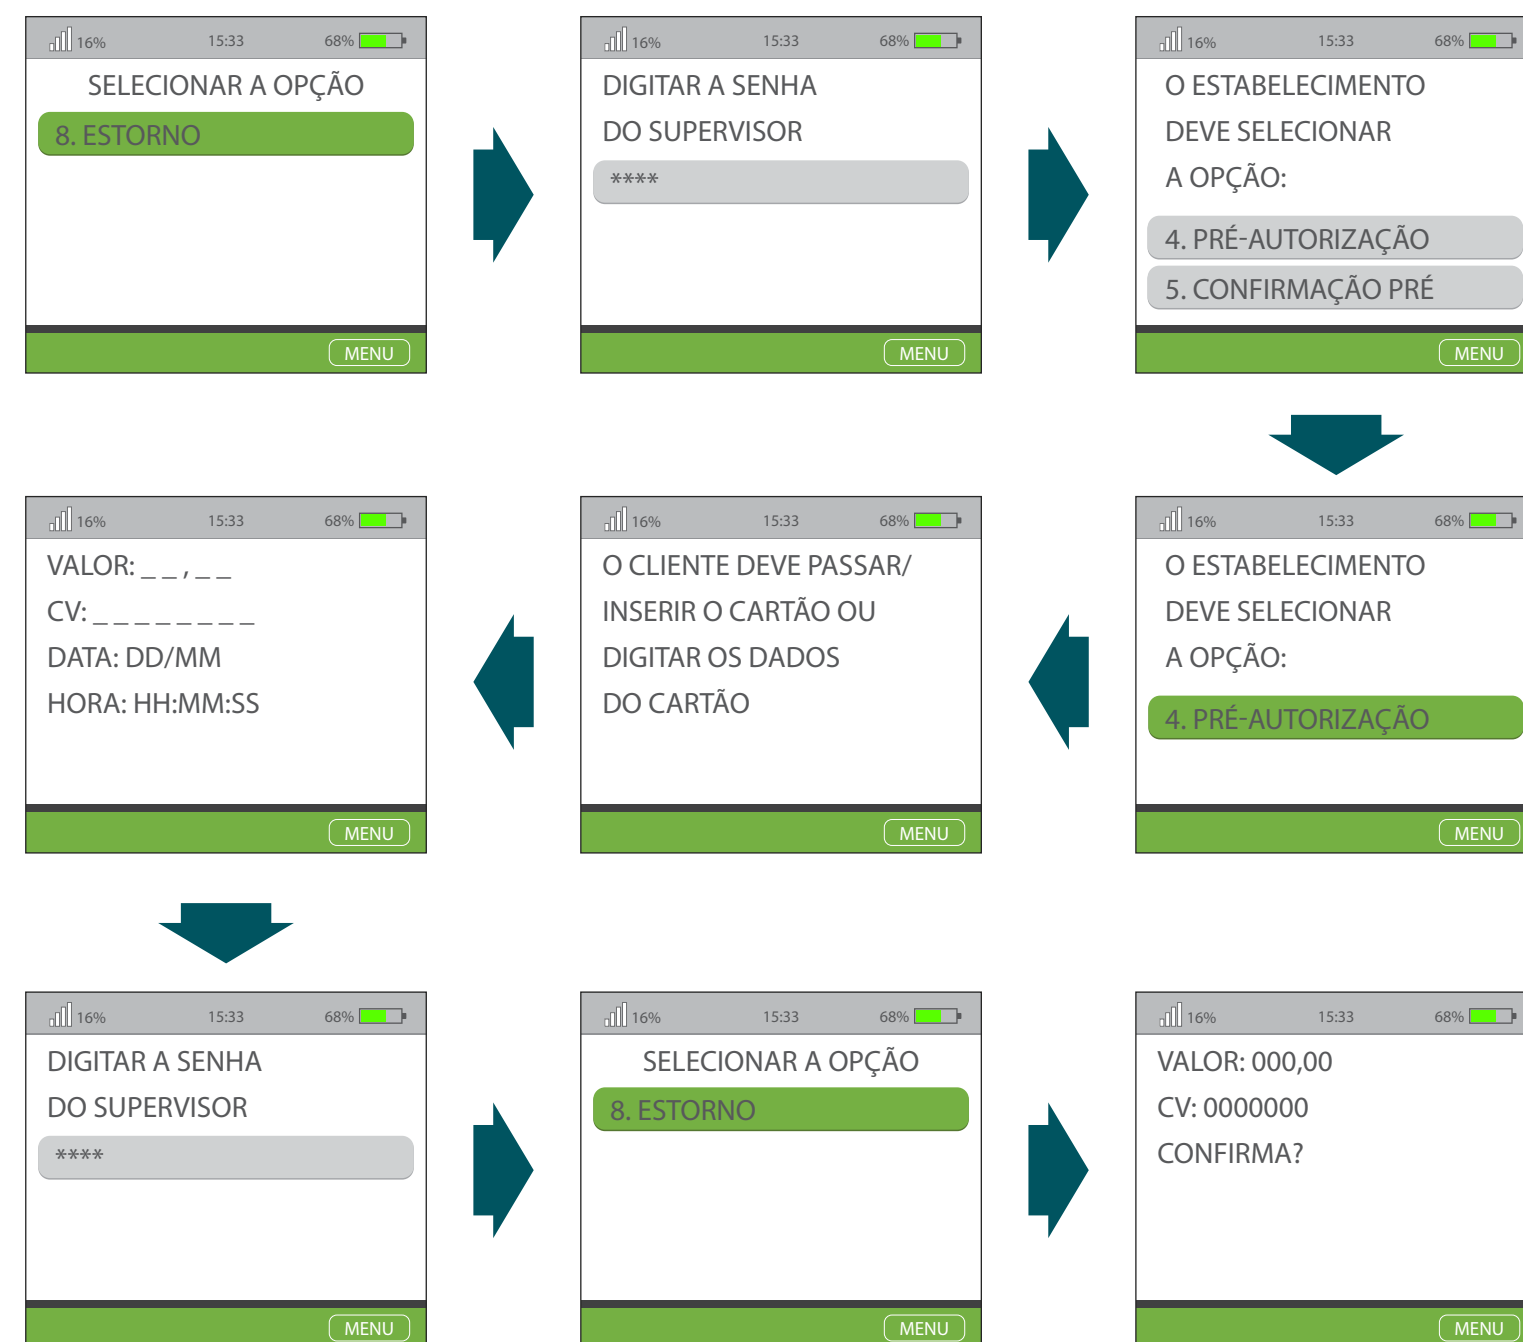 16% 15:33 68%
SELECIONAR A OPÇÃO
8. ESTORNO
MENU
16% 15:33 68%
DIGITAR A SENHA
DO SUPERVISOR
****
MENU
16% 15:33 68%
O ESTABELECIMENTO
DEVE SELECIONAR
A OPÇÃO:
4. PRÉ-AUTORIZAÇÃO
5. CONFIRMAÇÃO PRÉ
MENU
16% 15:33 68%
O ESTABELECIMENTO
DEVE SELECIONAR
A OPÇÃO:
4. PRÉ-AUTORIZAÇÃO
MENU
16% 15:33 68%
O CLIENTE DEVE PASSAR/
INSERIR O CARTÃO OU
DIGITAR OS DADOS
DO CARTÃO
MENU
16% 15:33 68%
VALOR: _ _ , _ _
CV: _ _ _ _ _ _ _ _
DATA: DD/MM
HORA: HH:MM:SS
MENU
16% 15:33 68%
DIGITAR A SENHA
DO SUPERVISOR
****
MENU
16% 15:33 68%
SELECIONAR A OPÇÃO
8. ESTORNO
MENU
16% 15:33 68%
VALOR: 000,00
CV: 0000000
CONFIRMA?
MENU